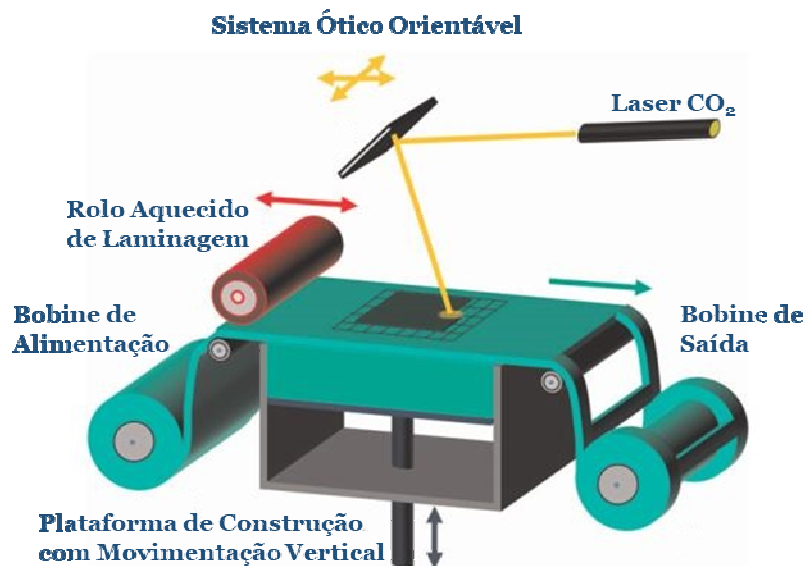 Sistema Ótico Orientável
Laser CO₂
Rolo Aquecido
de Laminagem
Bobine de
Alimentação
Bobine de
Saída
Plataforma de Construção
com Movimentação Vertical